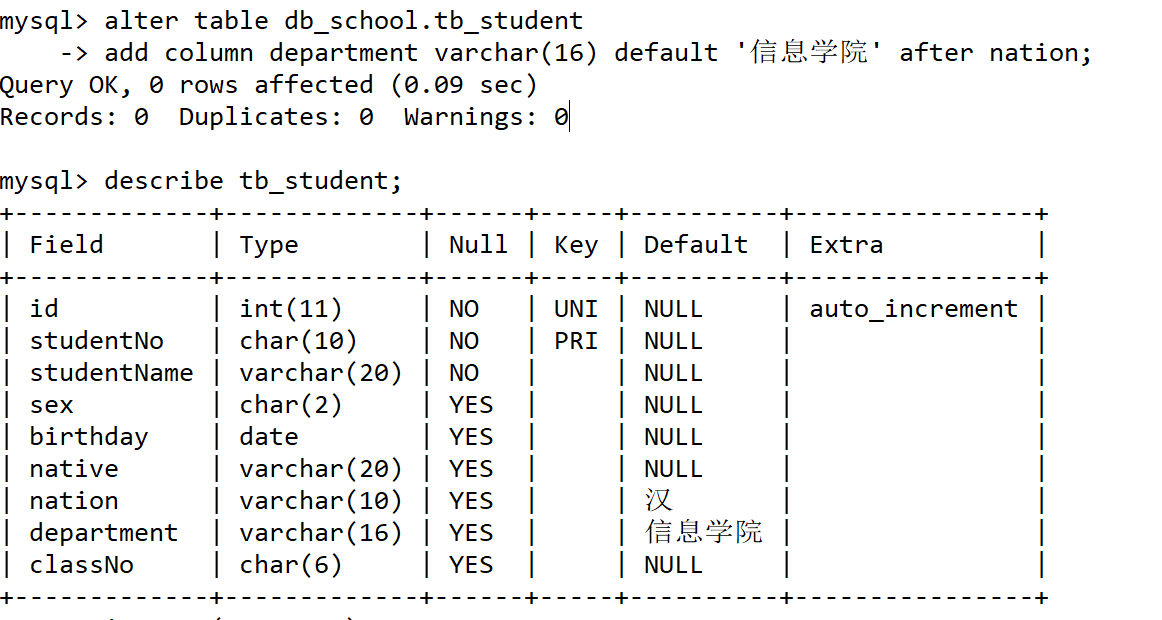 mysql> alter table db_school.tb_student
    -> add column department varchar(16) default '信息学院' after nation;
Query OK, 0 rows affected (0.09 sec)
Records: 0  Duplicates: 0  Warnings: 0
mysql> describe tb_student;
+-------------+-------------+------+-----+----------+----------------+
| Field       | Type        | Null | Key | Default  | Extra          |
+-------------+-------------+------+-----+----------+----------------+
| id          | int(11)     | NO   | UNI | NULL     | auto_increment |
| studentNo   | char(10)    | NO   | PRI | NULL     |                |
| studentName | varchar(20) | NO   |     | NULL     |                |
| sex         | char(2)     | YES  |     | NULL     |                |
| birthday    | date        | YES  |     | NULL     |                |
| native      | varchar(20) | YES  |     | NULL     |                |
| nation      | varchar(10) | YES  |     | 汉       |                |
| department  | varchar(16) | YES  |     | 信息学院 |                |
| classNo     | char(6)     | YES  |     | NULL     |                |
+-------------+-------------+------+-----+----------+----------------+